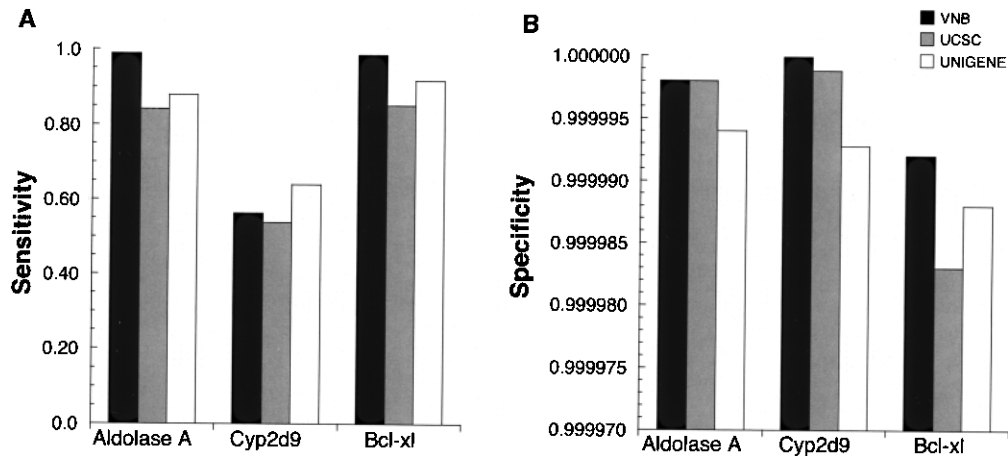 A
Sensitivity
1.0
0.80
0.60
0.40
0.20
0.0
Aldolase A
Cyp2d9
Bcl-xl
B
VNB
UCSC
UNIGENE
Specificity
1.000000
0.999995
0.999990
0.999985
0.999980
0.999975
0.999970
Aldolase A
Cyp2d9
Bcl-xl